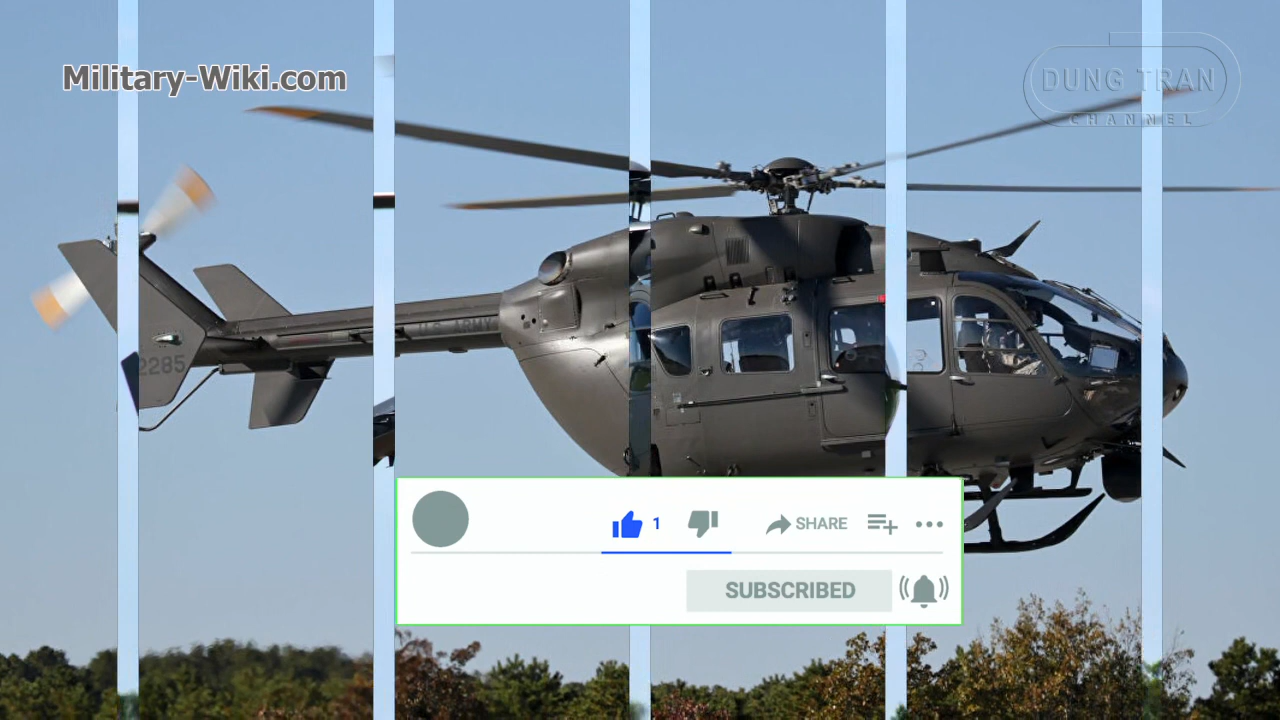 Military-Wiki.com
DUNG TRAN
CHANNEL
U.S. ARMY
2285
1
SHARE
SUBSCRIBED